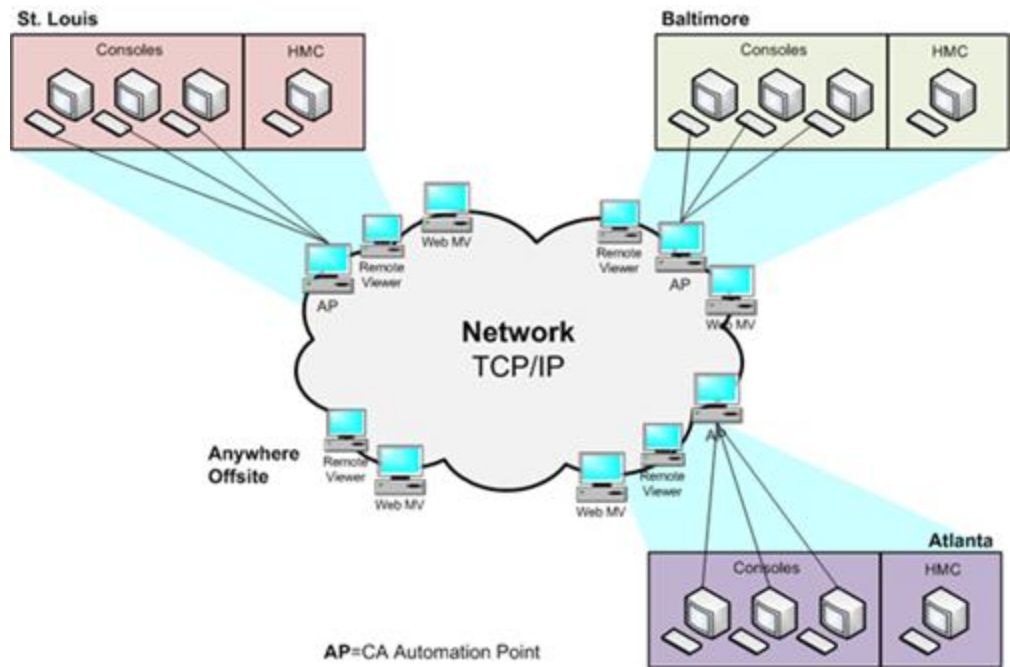 St. Louis
Consoles
HMC
Baltimore
Consoles
HMC
Web MV
Remote
Viewer
AP
Remote
Viewer
AP
Web MV
Network
TCP/IP
AP
Anywhere
Offsite
Remote
Viewer
Web MV
Remote
Viewer
Web MV
Atlanta
Consoles
HMC
AP=CA Automation Point